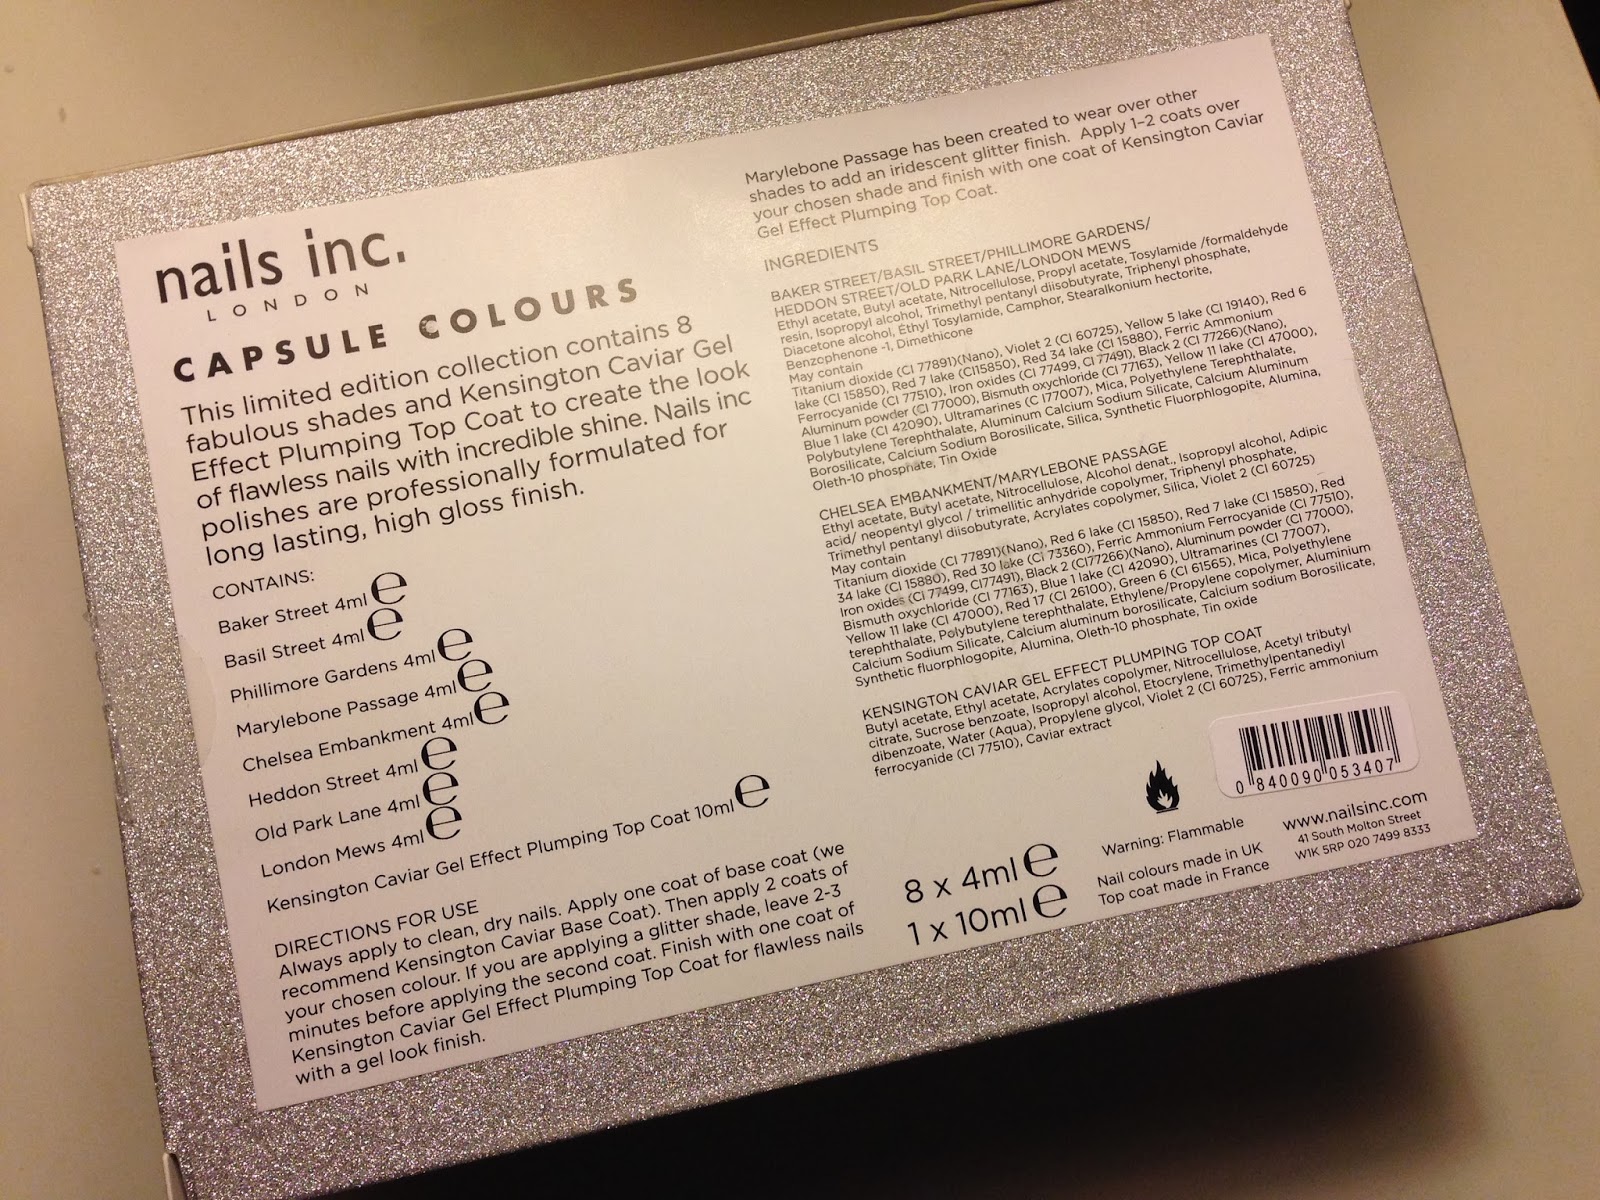 nails inc.
LONDON
CAPSULE COLOURS
This limited edition collection contains 8
fabulous shades and Kensington Caviar Gel
Effect Plumping Top Coat to create the look
of flawless nails with incredible shine. Nails inc
polishes are professionally formulated for
long lasting, high gloss finish.
CONTAINS:
Baker Street 4ml e
Basil Street 4ml e
Phillimore Gardens 4ml e
Marylebone Passage 4ml e
Chelsea Embankment 4ml e
Heddon Street 4ml e
Old Park Lane 4ml e
London Mews 4ml e
Kensington Caviar Gel Effect Plumping Top Coat 10ml e
DIRECTIONS FOR USE
Always apply to clean, dry nails. Apply one coat of base coat (we
recommend Kensington Caviar Base Coat). Then apply 2 coats of
your chosen colour. If you are applying a glitter shade, leave 2-3
minutes before applying the second coat. Finish with one coat of
Kensington Caviar Gel Effect Plumping Top Coat for flawless nails
with a gel look finish.
Marylebone Passage has been created to wear over other
shades to add an iridescent glitter finish. Apply 1-2 coats over
your chosen shade and finish with one coat of Kensington Caviar
Gel Effect Plumping Top Coat.
INGREDIENTS
BAKER STREET/BASIL STREET/PHILLIMORE GARDENS/
HEDDON STREET/OLD PARK LANE/LONDON MEWS
Ethyl acetate, Butyl acetate, Nitrocellulose, Propyl acetate, Tosylamide /formaldehyde
resin, Isopropyl alcohol, Trimethyl pentanyl diisobutyrate, Triphenyl phosphate,
Diacetone alcohol, Ethyl Tosylamide, Camphor, Stearalkonium hectorite,
Benzophenone -1, Dimethicone
May contain
Titanium dioxide (CI 77891)(Nano), Violet 2 (CI 60725), Yellow 5 lake (CI 19140), Red 6
lake (CI 15850), Red 7 lake (CI15850), Red 34 lake (CI 15880), Ferric Ammonium
Ferrocyanide (CI 77510), Iron oxides (CI 77499, CI 77491), Black 2 (CI 77266)(Nano),
Aluminum powder (CI 77000), Bismuth oxychloride (CI 77163), Yellow 11 lake (CI 47000),
Blue 1 lake (CI 42090), Ultramarines (C I77007), Mica, Polyethylene Terephthalate,
Polybutylene Terephthalate, Aluminum Calcium Sodium Silicate, Calcium Aluminum
Borosilicate, Calcium Sodium Borosilicate, Silica, Synthetic Fluorphlogopite, Alumina,
Oleth-10 phosphate, Tin Oxide
CHELSEA EMBANKMENT/MARYLEBONE PASSAGE
Ethyl acetate, Butyl acetate, Nitrocellulose, Alcohol denat., Isopropyl alcohol, Adipic
acid/ neopentyl glycol / trimellitic anhydride copolymer, Triphenyl phosphate,
Trimethyl pentanyl diisobutyrate, Acrylates copolymer, Silica, Violet 2 (CI 60725)
May contain
Titanium dioxide (CI 77891)(Nano), Red 6 lake (CI 15850), Red 7 lake (CI 15850), Red
34 lake (CI 15880), Red 30 lake (CI 73360), Ferric Ammonium Ferrocyanide (CI 77510),
Iron oxides (CI 77499, CI77491), Black 2 (CI77266)(Nano), Aluminum powder (CI 77000),
Bismuth oxychloride (CI 77163), Blue 1 lake (CI 42090), Ultramarines (CI 77007),
Yellow 11 lake (CI 47000), Red 17 (CI 26100), Green 6 (CI 61565), Mica, Polyethylene
terephthalate, Polybutylene terephthalate, Ethylene/Propylene copolymer, Aluminium
Calcium Sodium Silicate, Calcium aluminum borosilicate, Calcium sodium Borosilicate,
Synthetic fluorphlogopite, Alumina, Oleth-10 phosphate, Tin oxide
KENSINGTON CAVIAR GEL EFFECT PLUMPING TOP COAT
Butyl acetate, Ethyl acetate, Acrylates copolymer, Nitrocellulose, Acetyl tributyl
citrate, Sucrose benzoate, Isopropyl alcohol, Etocrylene, Trimethylpentanediyl
dibenzoate, Water (Aqua), Propylene glycol, Violet 2 (CI 60725), Ferric ammonium
ferrocyanide (CI 77510), Caviar extract
8 x 4ml e
1 x 10ml e
Warning: Flammable
Nail colours made in UK
Top coat made in France
0 840090 053407
www.nailsinc.com
41 South Molton Street
W1K 5RP 020 7499 8333